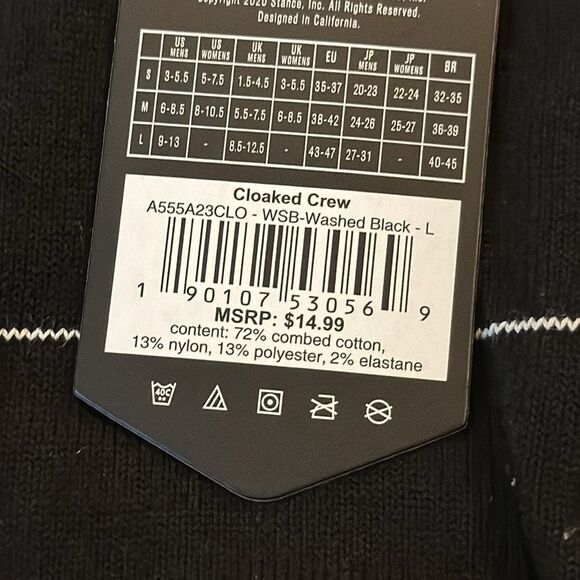 Copyright 2020 Stance, Inc. All Rights Reserved.
Designed in California.
US MENS US WOMENS UK MENS UK WOMENS EU JP MENS JP WOMENS BR
S 3-5.5 5-7.5 1.5-4.5 3-5.5 35-37 20-23 22-24 32-35
M 6-8.5 8-10.5 5.5-7.5 6-8.5 38-42 24-26 25-27 36-39
L 9-13 - 8.5-12.5 - 43-47 27-31 - 40-45
Cloaked Crew
A555A23CLO - WSB-Washed Black - L
1 90107 53056 9
MSRP: $14.99
content: 72% combed cotton,
13% nylon, 13% polyester, 2% elastane
40C